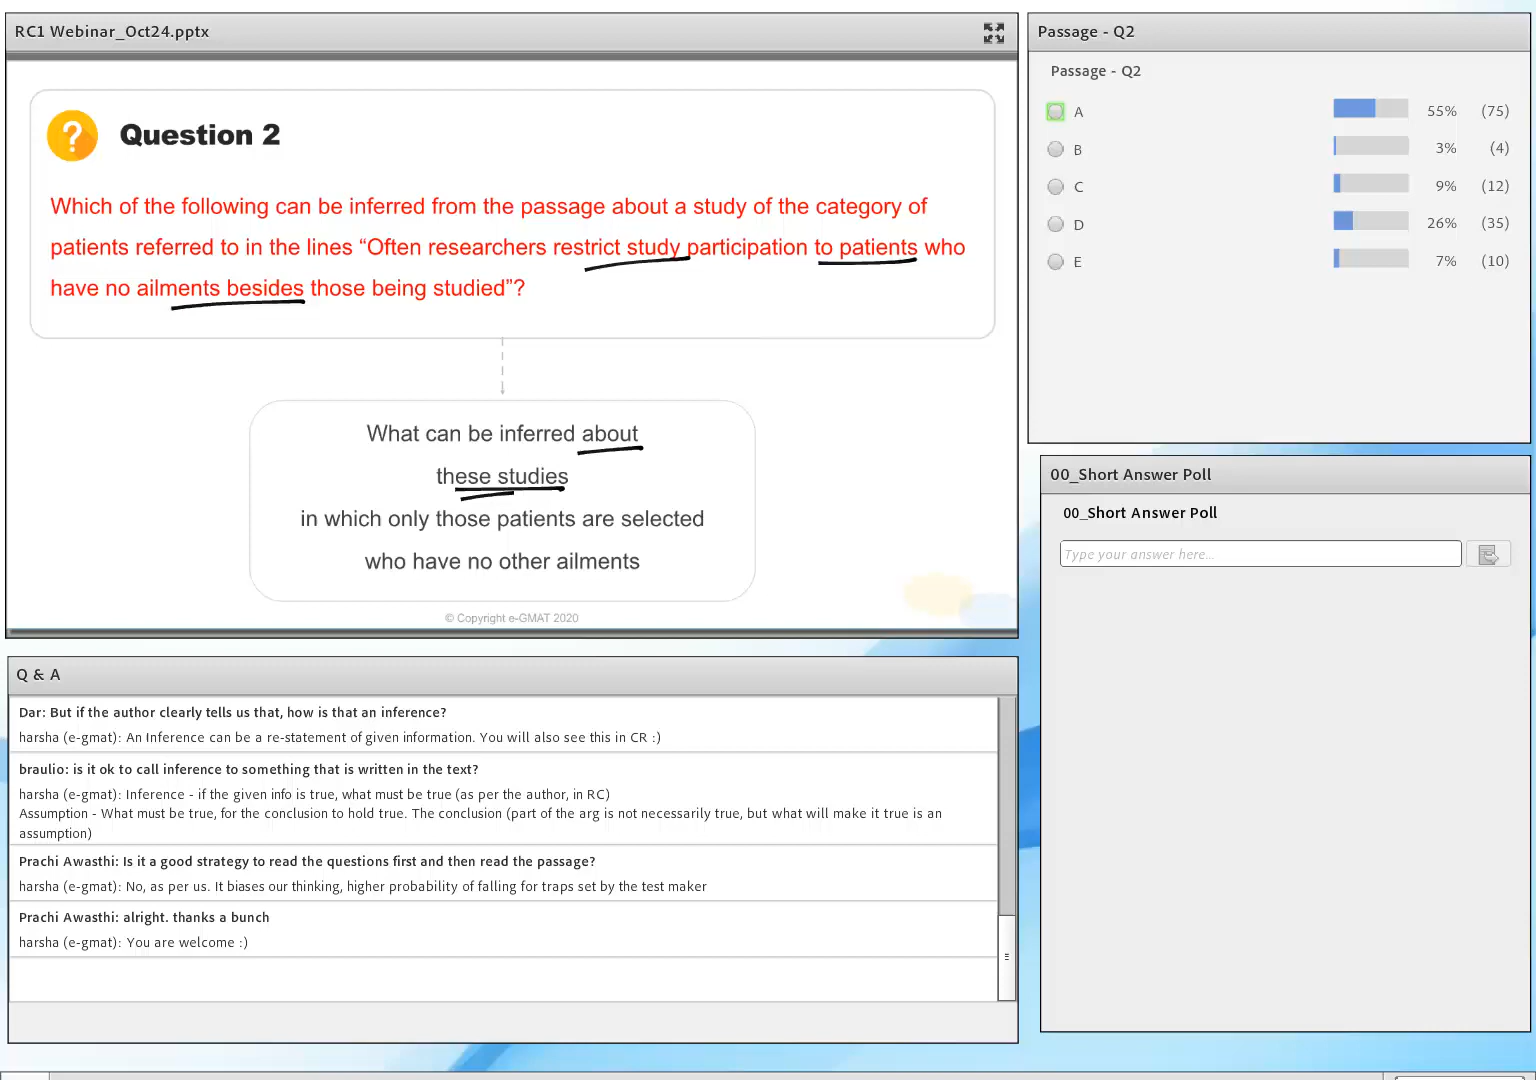 RC1 Webinar_Oct24.pptx
?
Question 2
Which of the following can be inferred from the passage about a study of the category of
patients referred to in the lines “Often researchers restrict study participation to patients who
have no ailments besides those being studied”?
What can be inferred about
these studies
in which only those patients are selected
who have no other ailments
© Copyright e-GMAT 2020
Passage - Q2
Passage - Q2
A 55% (75)
B 3% (4)
C 9% (12)
D 26% (35)
E 7% (10)
00_Short Answer Poll
00_Short Answer Poll
Type your answer here...
Q & A
Dar: But if the author clearly tells us that, how is that an inference?
harsha (e-gmat): An Inference can be a re-statement of given information. You will also see this in CR :)
braulio: is it ok to call inference to something that is written in the text?
harsha (e-gmat): Inference - if the given info is true, what must be true (as per the author, in RC)
Assumption - What must be true, for the conclusion to hold true. The conclusion (part of the arg is not necessarily true, but what will make it true is an
assumption)
Prachi Awasthi: Is it a good strategy to read the questions first and then read the passage?
harsha (e-gmat): No, as per us. It biases our thinking, higher probability of falling for traps set by the test maker
Prachi Awasthi: alright. thanks a bunch
harsha (e-gmat): You are welcome :)